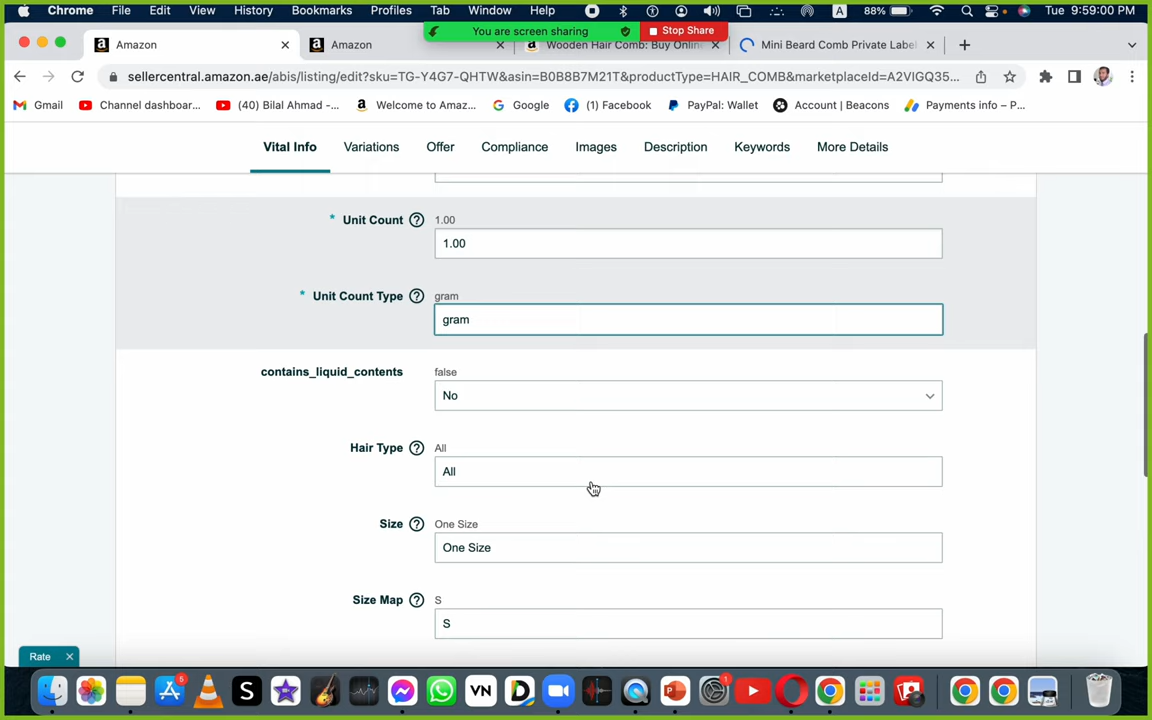 Chrome File Edit View History Bookmarks Profiles Tab Window Help A 88% Tue 9:59:00 PM
You are screen sharing Stop Share
Amazon Amazon Wooden Hair Comb: Buy Onlin Mini Beard Comb Private Label
sellercentral.amazon.ae/abis/listing/edit?sku=TG-Y4G7-QHTW&asin=B0B8B7M21T&productType=HAIR_COMB&marketplaceId=A2VIGQ35...
Gmail Channel dashboar... (40) Bilal Ahmad -... Welcome to Amaz... Google (1) Facebook PayPal: Wallet Account | Beacons Payments info – P...
Vital Info Variations Offer Compliance Images Description Keywords More Details
* Unit Count ? 1.00
1.00
* Unit Count Type ? gram
gram
contains_liquid_contents false
No
Hair Type ? All
All
Size ? One Size
One Size
Size Map ? S
S
Rate ×
5 S VN D P 1